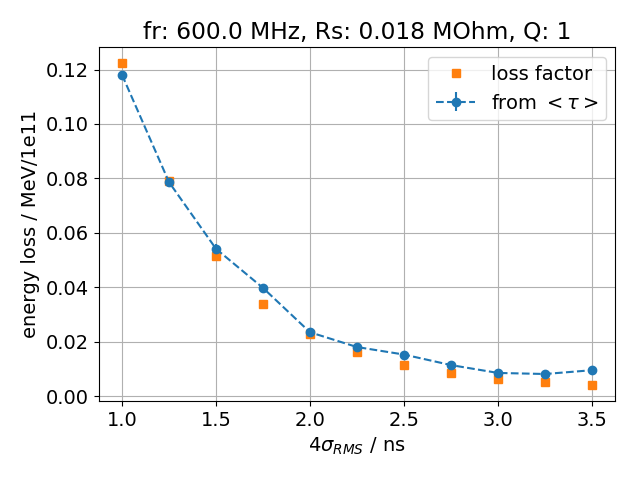 fr: 600.0 MHz, Rs: 0.018 MOhm, Q: 1
loss factor
from < τ >
energy loss / MeV/1e11
0.12
0.10
0.08
0.06
0.04
0.02
0.00
1.0 1.5 2.0 2.5 3.0 3.5
4σRMS / ns